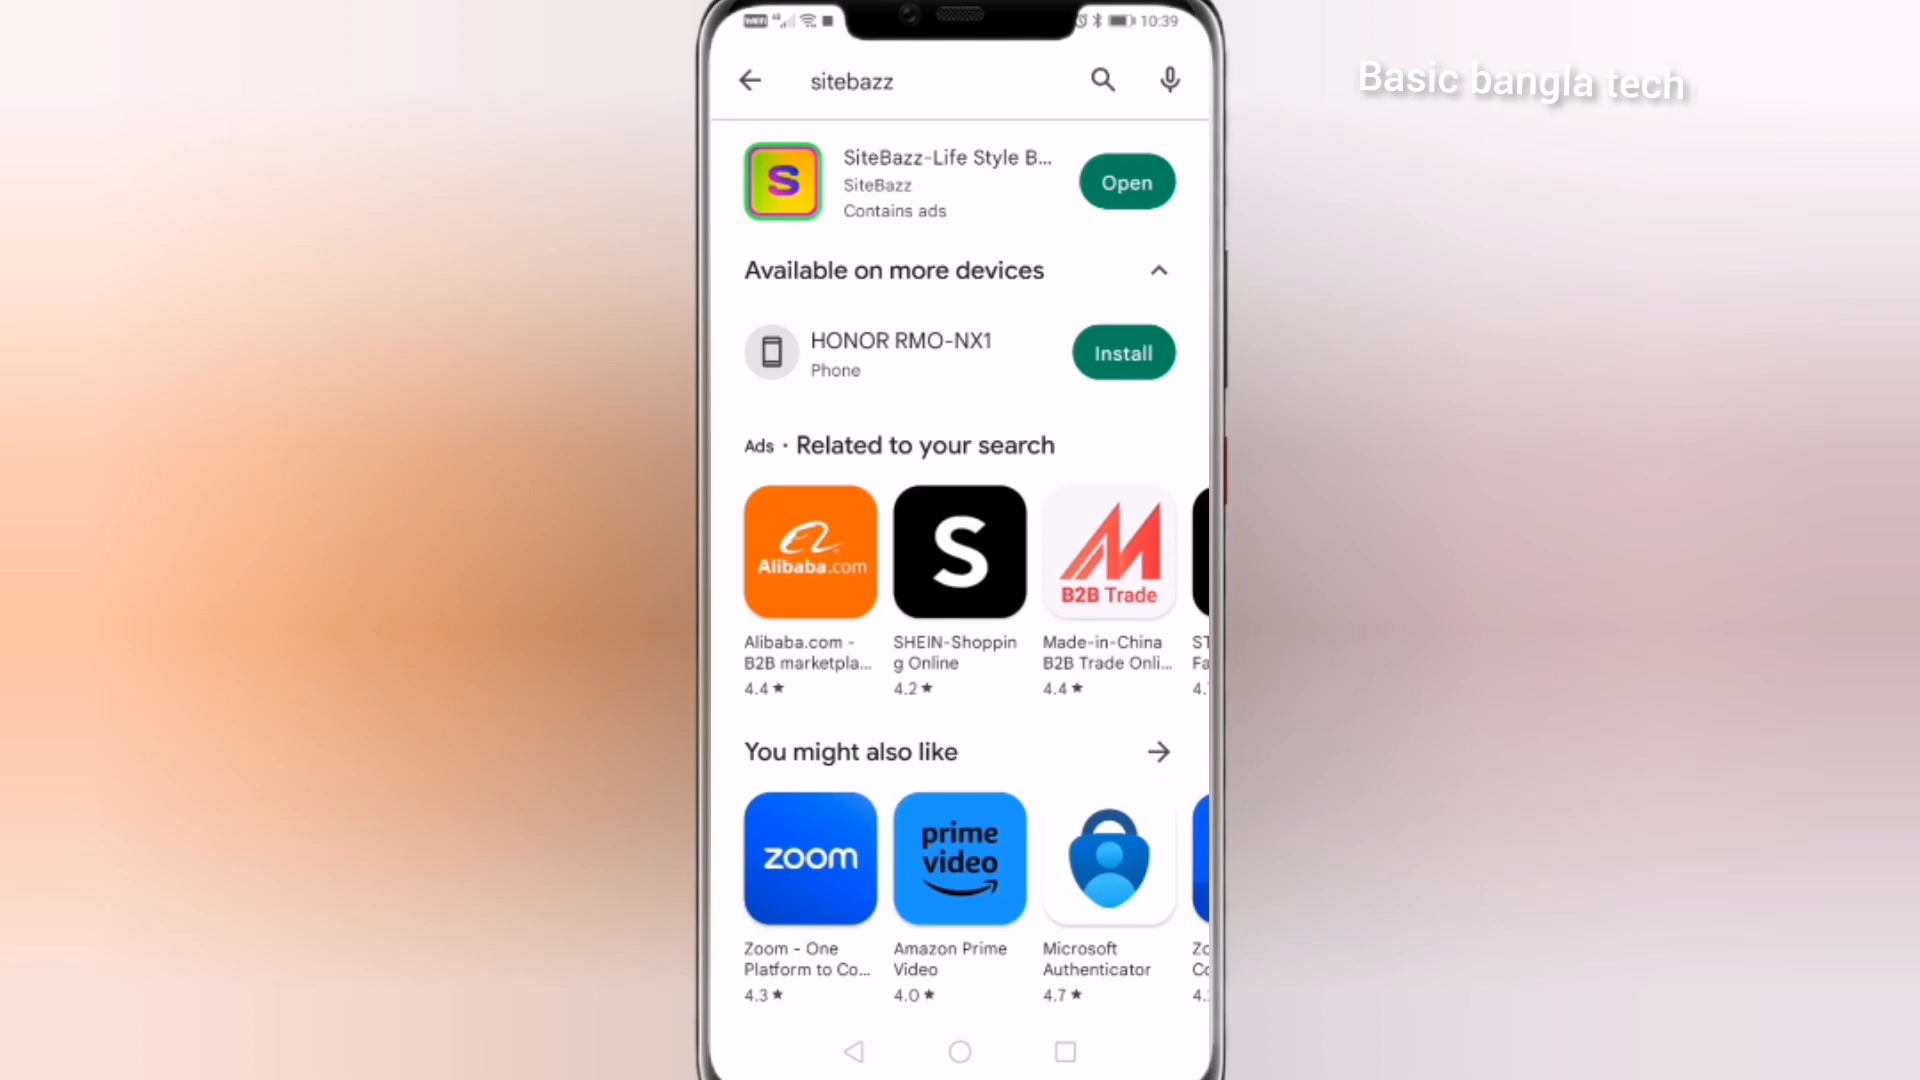 10:39
sitebazz
Basic bangla tech
S
SiteBazz-Life Style B...
SiteBazz
Contains ads
Open
Available on more devices
HONOR RMO-NX1
Phone
Install
Ads · Related to your search
Alibaba.com
S
M
B2B Trade
Alibaba.com -
B2B marketpla...
4.4 ★
SHEIN-Shoppin
g Online
4.2 ★
Made-in-China
B2B Trade Onli...
4.4 ★
ST
Fa
4.
You might also like
zoom
prime
video
Zoom - One
Platform to Co...
4.3 ★
Amazon Prime
Video
4.0 ★
Microsoft
Authenticator
4.7 ★
Zo
Co
4.